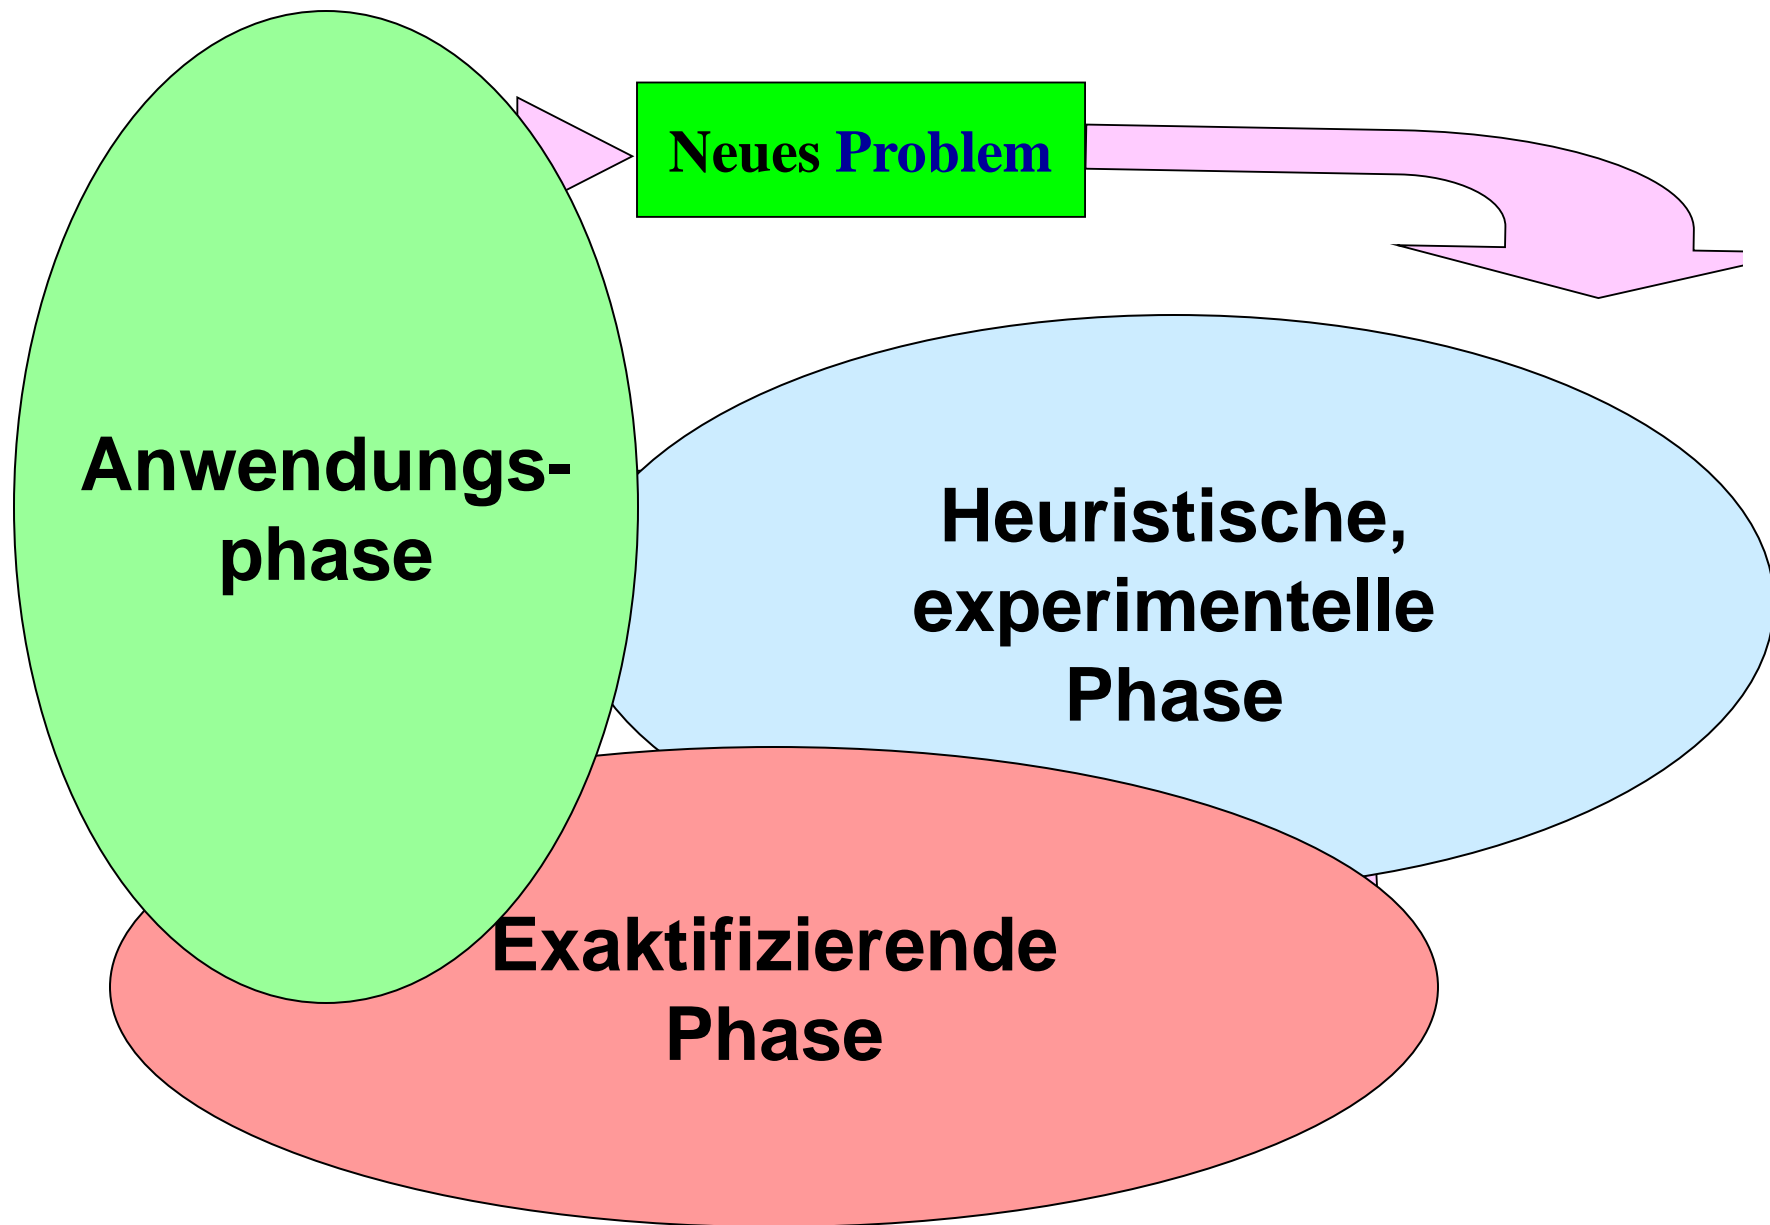 Neues Problem
Anwendungs-
phase
Heuristische,
experimentelle
Phase
Exaktifizierende
Phase